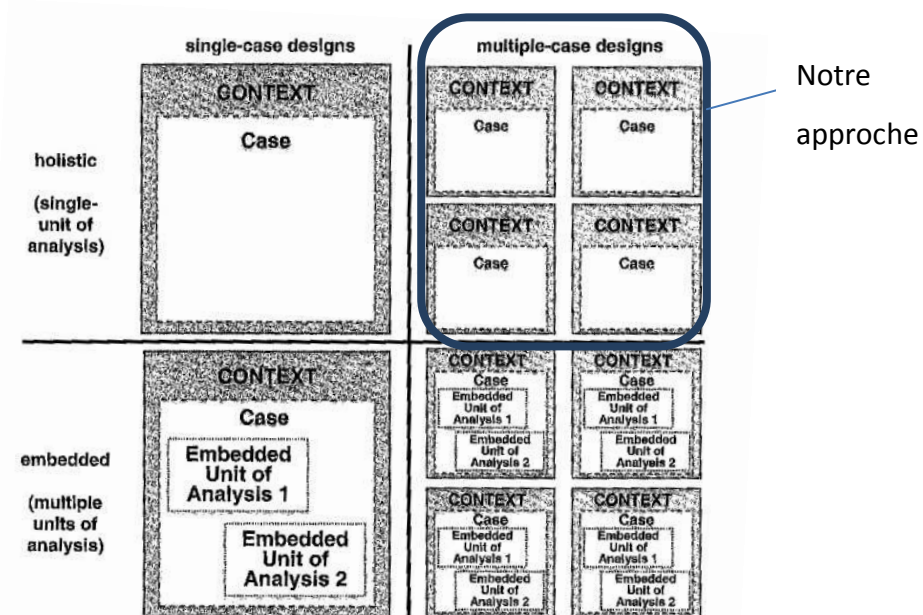 single-case designs
multiple-case designs
Notre
approche
holistic
(single-
unit of
analysis)
CONTEXT
Case
CONTEXT
Case
CONTEXT
Case
CONTEXT
Case
CONTEXT
Case
embedded
(multiple
units of
analysis)
CONTEXT
Case
Embedded
Unit of
Analysis 1
Embedded
Unit of
Analysis 2
CONTEXT
Case
Embedded
Unit of
Analysis 1
Embedded
Unit of
Analysis 2
CONTEXT
Case
Embedded
Unit of
Analysis 1
Embedded
Unit of
Analysis 2
CONTEXT
Case
Embedded
Unit of
Analysis 1
Embedded
Unit of
Analysis 2
CONTEXT
Case
Embedded
Unit of
Analysis 1
Embedded
Unit of
Analysis 2